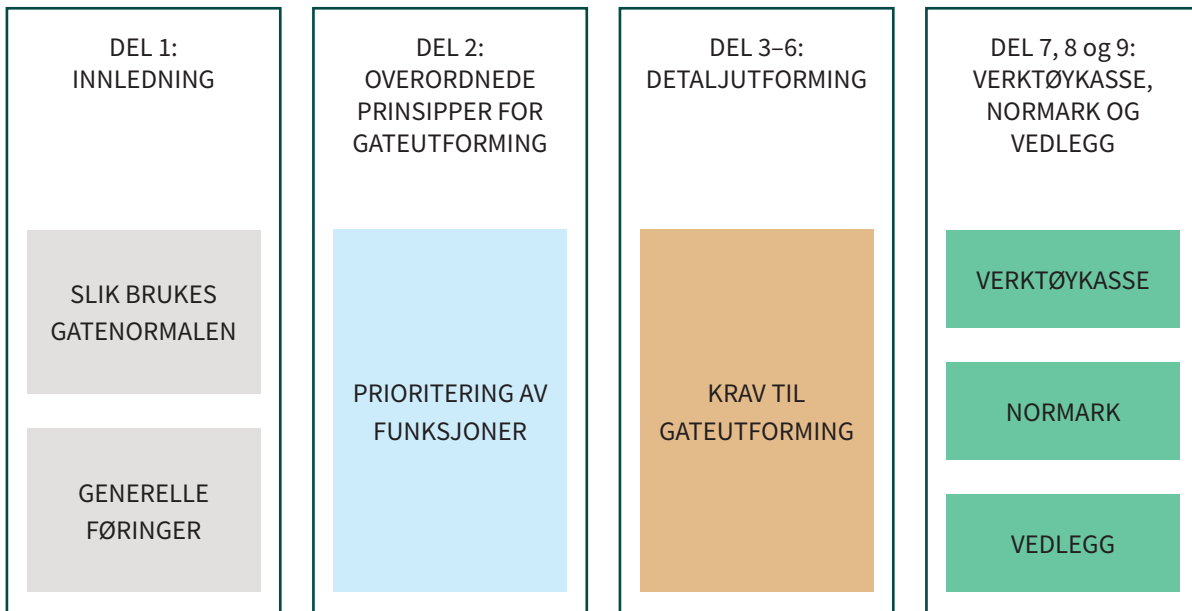 DEL 1:
INNLEDNING
SLIK BRUKES
GATENORMALEN
GENERELLE
FØRINGER
DEL 2:
OVERORDNEDE
PRINSIPPER FOR
GATEUTFORMING
PRIORITERING AV
FUNKSJONER
DEL 3–6:
DETALJUTFORMING
KRAV TIL
GATEUTFORMING
DEL 7, 8 og 9:
VERKTØYKASSE,
NORMARK OG
VEDLEGG
VERKTØYKASSE
NORMARK
VEDLEGG